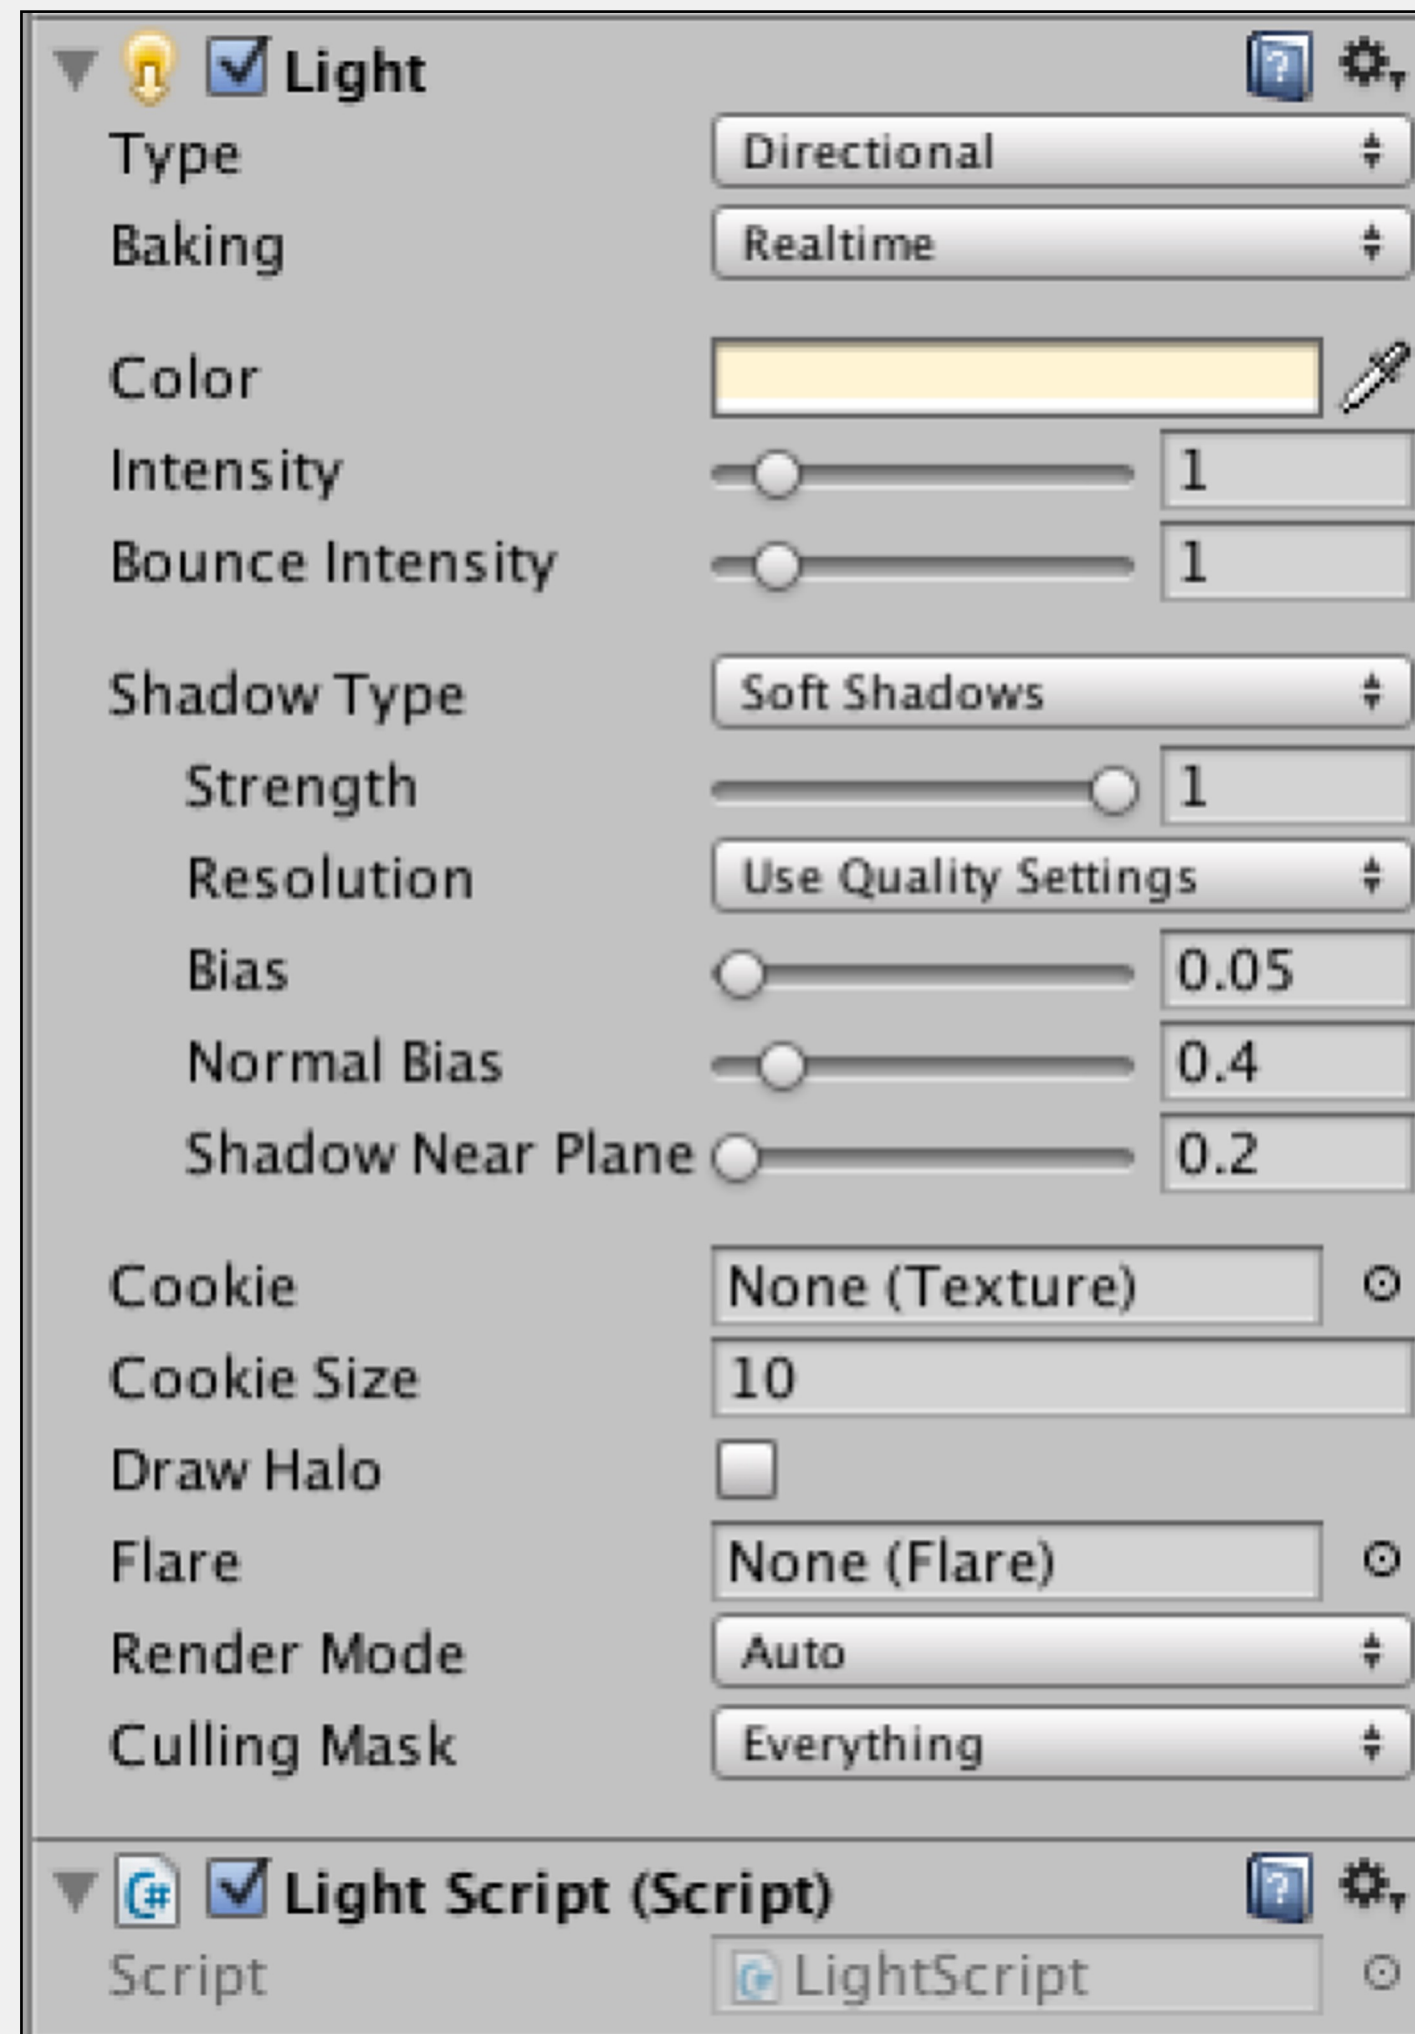 Light
Type Directional
Baking Realtime
Color
Intensity 1
Bounce Intensity 1
Shadow Type Soft Shadows
Strength 1
Resolution Use Quality Settings
Bias 0.05
Normal Bias 0.4
Shadow Near Plane 0.2
Cookie None (Texture)
Cookie Size 10
Draw Halo
Flare None (Flare)
Render Mode Auto
Culling Mask Everything
Light Script (Script)
Script LightScript